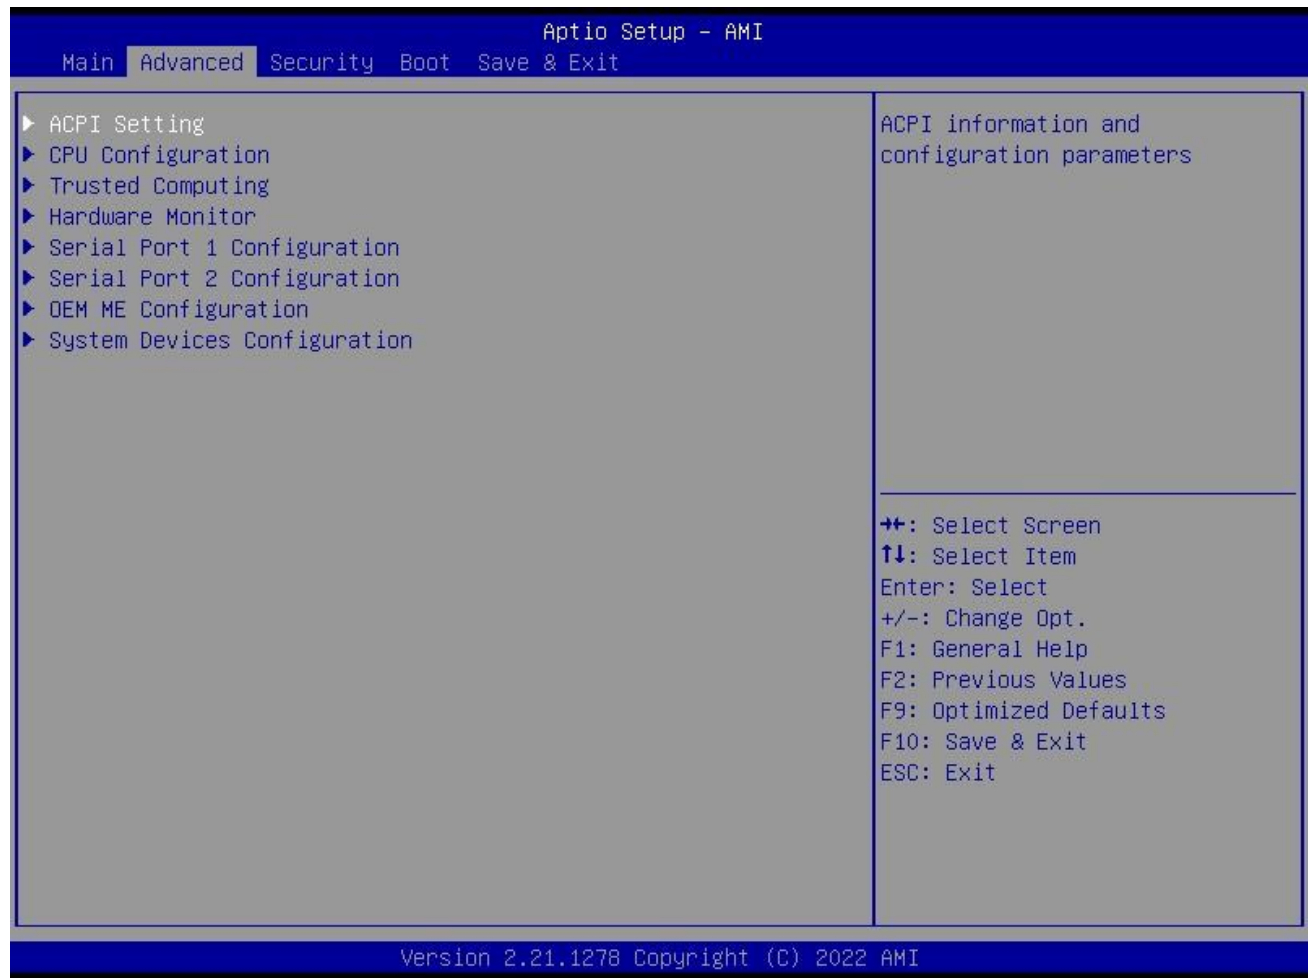 Aptio Setup - AMI
Main Advanced Security Boot Save & Exit
ACPI Setting
CPU Configuration
Trusted Computing
Hardware Monitor
Serial Port 1 Configuration
Serial Port 2 Configuration
OEM ME Configuration
System Devices Configuration
ACPI information and
configuration parameters
→←: Select Screen
↑↓: Select Item
Enter: Select
+/-: Change Opt.
F1: General Help
F2: Previous Values
F9: Optimized Defaults
F10: Save & Exit
ESC: Exit
Version 2.21.1278 Copyright (C) 2022 AMI